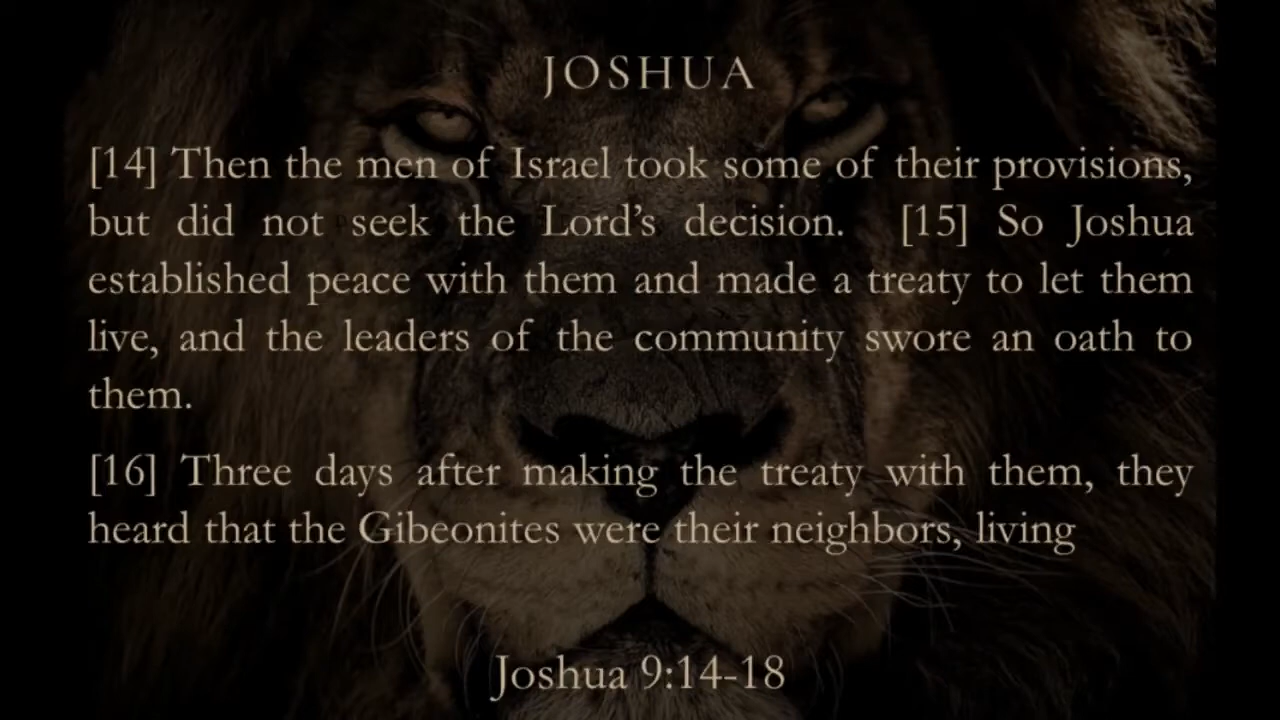 JOSHUA
[14] Then the men of Israel took some of their provisions,
but did not seek the Lord’s decision. [15] So Joshua
established peace with them and made a treaty to let them
live, and the leaders of the community swore an oath to
them.
[16] Three days after making the treaty with them, they
heard that the Gibeonites were their neighbors, living
Joshua 9:14-18